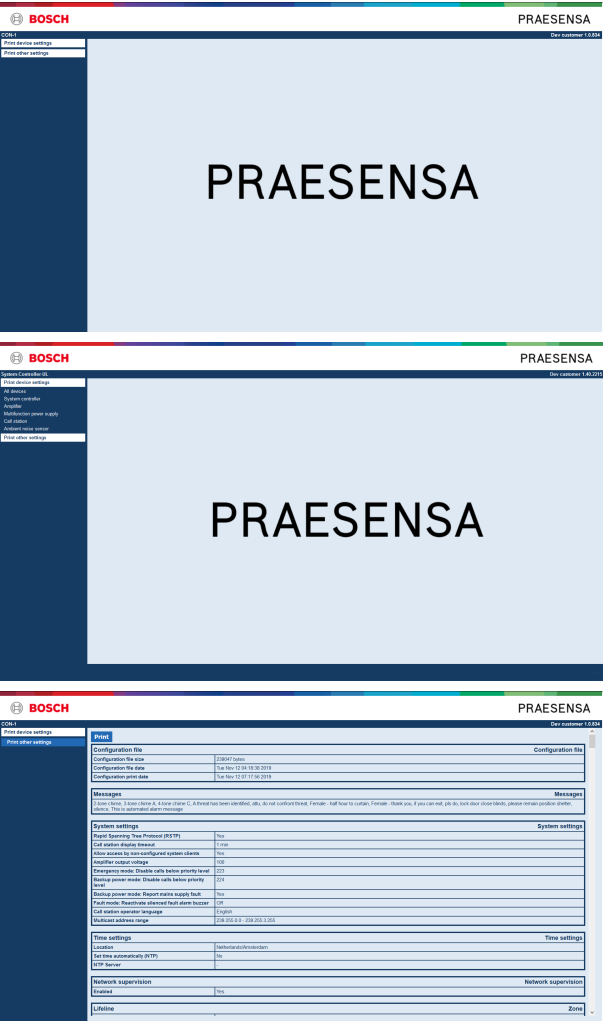 BOSCH
PRAESENSA
CON-1
Dev customer 1.0.834
Print device settings
Print other settings
PRAESENSA
BOSCH
PRAESENSA
System Controller UL
Dev customer 1.40.2215
Print device settings
All devices
System controller
Amplifier
Multifunction power supply
Call station
Ambient noise sensor
Print other settings
PRAESENSA
BOSCH
PRAESENSA
CON-1
Dev customer 1.0.834
Print device settings
Print other settings
Print
Configuration file Configuration file
Configuration file size 239047 bytes
Configuration file date Tue Nov 12 04:18:38 2019
Configuration print date Tue Nov 12 07:17:56 2019
Messages Messages
2-tone chime, 3-tone chime A, 4-tone chime C, A threat has been identified, attu, do not confront threat, Female - half hour to curtain, Female - thank you, if you can exit, pls do, lock door close blinds, please remain position shelter,
silence, This is automated alarm message
System settings System settings
Rapid Spanning Tree Protocol (RSTP) Yes
Call station display timeout 1 min
Allow access by non-configured system clients Yes
Amplifier output voltage 100
Emergency mode: Disable calls below priority level 223
Backup power mode: Disable calls below priority 224
level
Backup power mode: Report mains supply fault Yes
Fault mode: Reactivate silenced fault alarm buzzer Off
Call station operator language English
Multicast address range 239.255.0.0 - 239.255.3.255
Time settings Time settings
Location Netherlands/Amsterdam
Set time automatically (NTP) No
NTP Server -
Network supervision Network supervision
Enabled Yes
Lifeline Zone